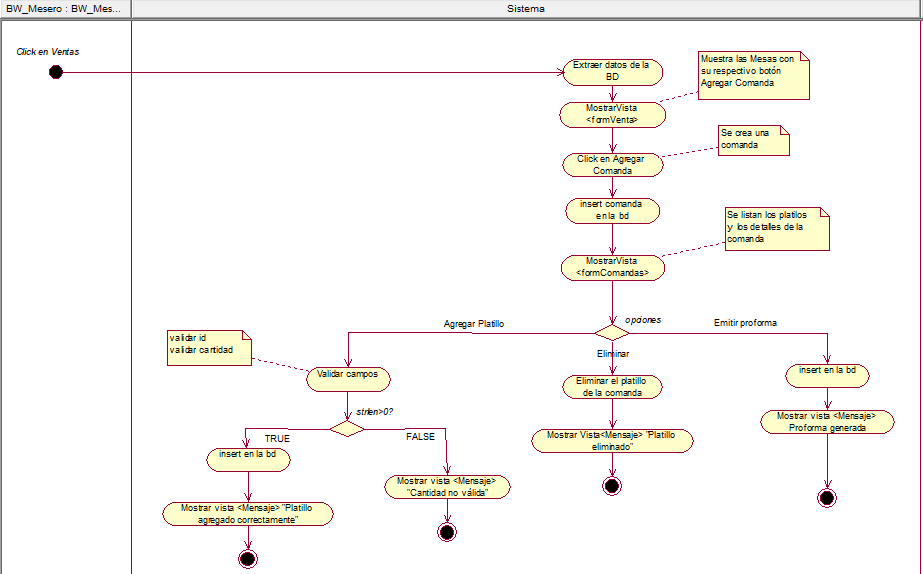 BW_Mesero : BW_Mes...
Sistema
Click en Ventas
Extraer datos de la
BD
Muestra las Mesas con
su respectivo botón
Agregar Comanda
MostrarVista
<formVenta>
Se crea una
comanda
Click en Agregar
Comanda
insert comanda
en la bd
Se listan los platilos
y los detalles de la
comanda
MostrarVista
<formComandas>
opciones
Agregar Platillo
Emitir proforma
Eliminar
validar id
validar cantidad
Validar campos
Eliminar el platillo
de la comanda
insert en la bd
strlen>0?
Mostrar vista <Mensaje>
Proforma generada
TRUE
FALSE
Mostrar Vista<Mensaje> "Platillo
eliminado"
insert en la bd
Mostrar vista <Mensaje>
"Cantidad no válida"
Mostrar vista <Mensaje> "Platillo
agregado correctamente"